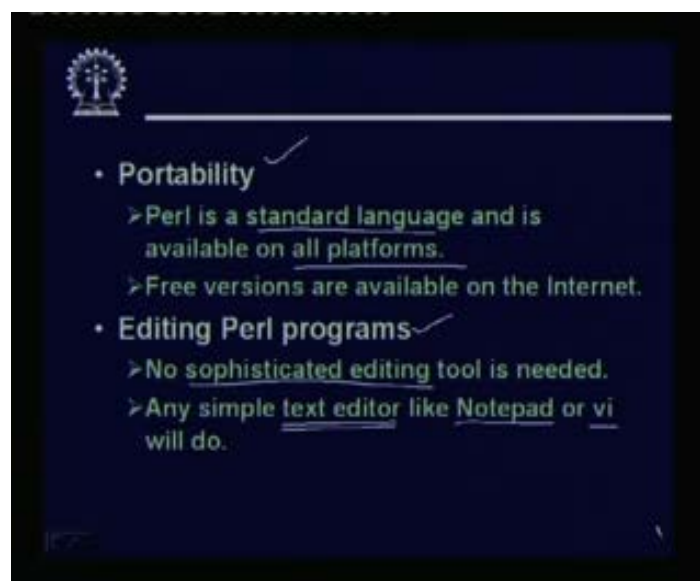 • Portability
➢Perl is a standard language and is
available on all platforms.
➢Free versions are available on the Internet.
• Editing Perl programs
➢No sophisticated editing tool is needed.
➢Any simple text editor like Notepad or vi
will do.